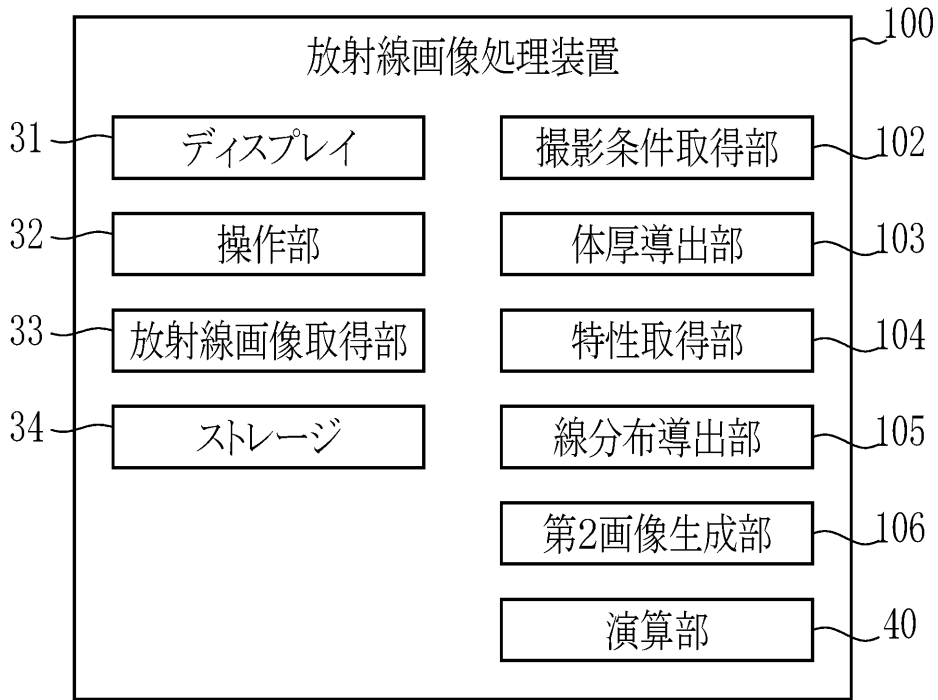 100
放射線画像処理装置
31 ディスプレイ
32 操作部
33 放射線画像取得部
34 ストレージ
撮影条件取得部 102
体厚導出部 103
特性取得部 104
線分布導出部 105
第2画像生成部 106
演算部 40